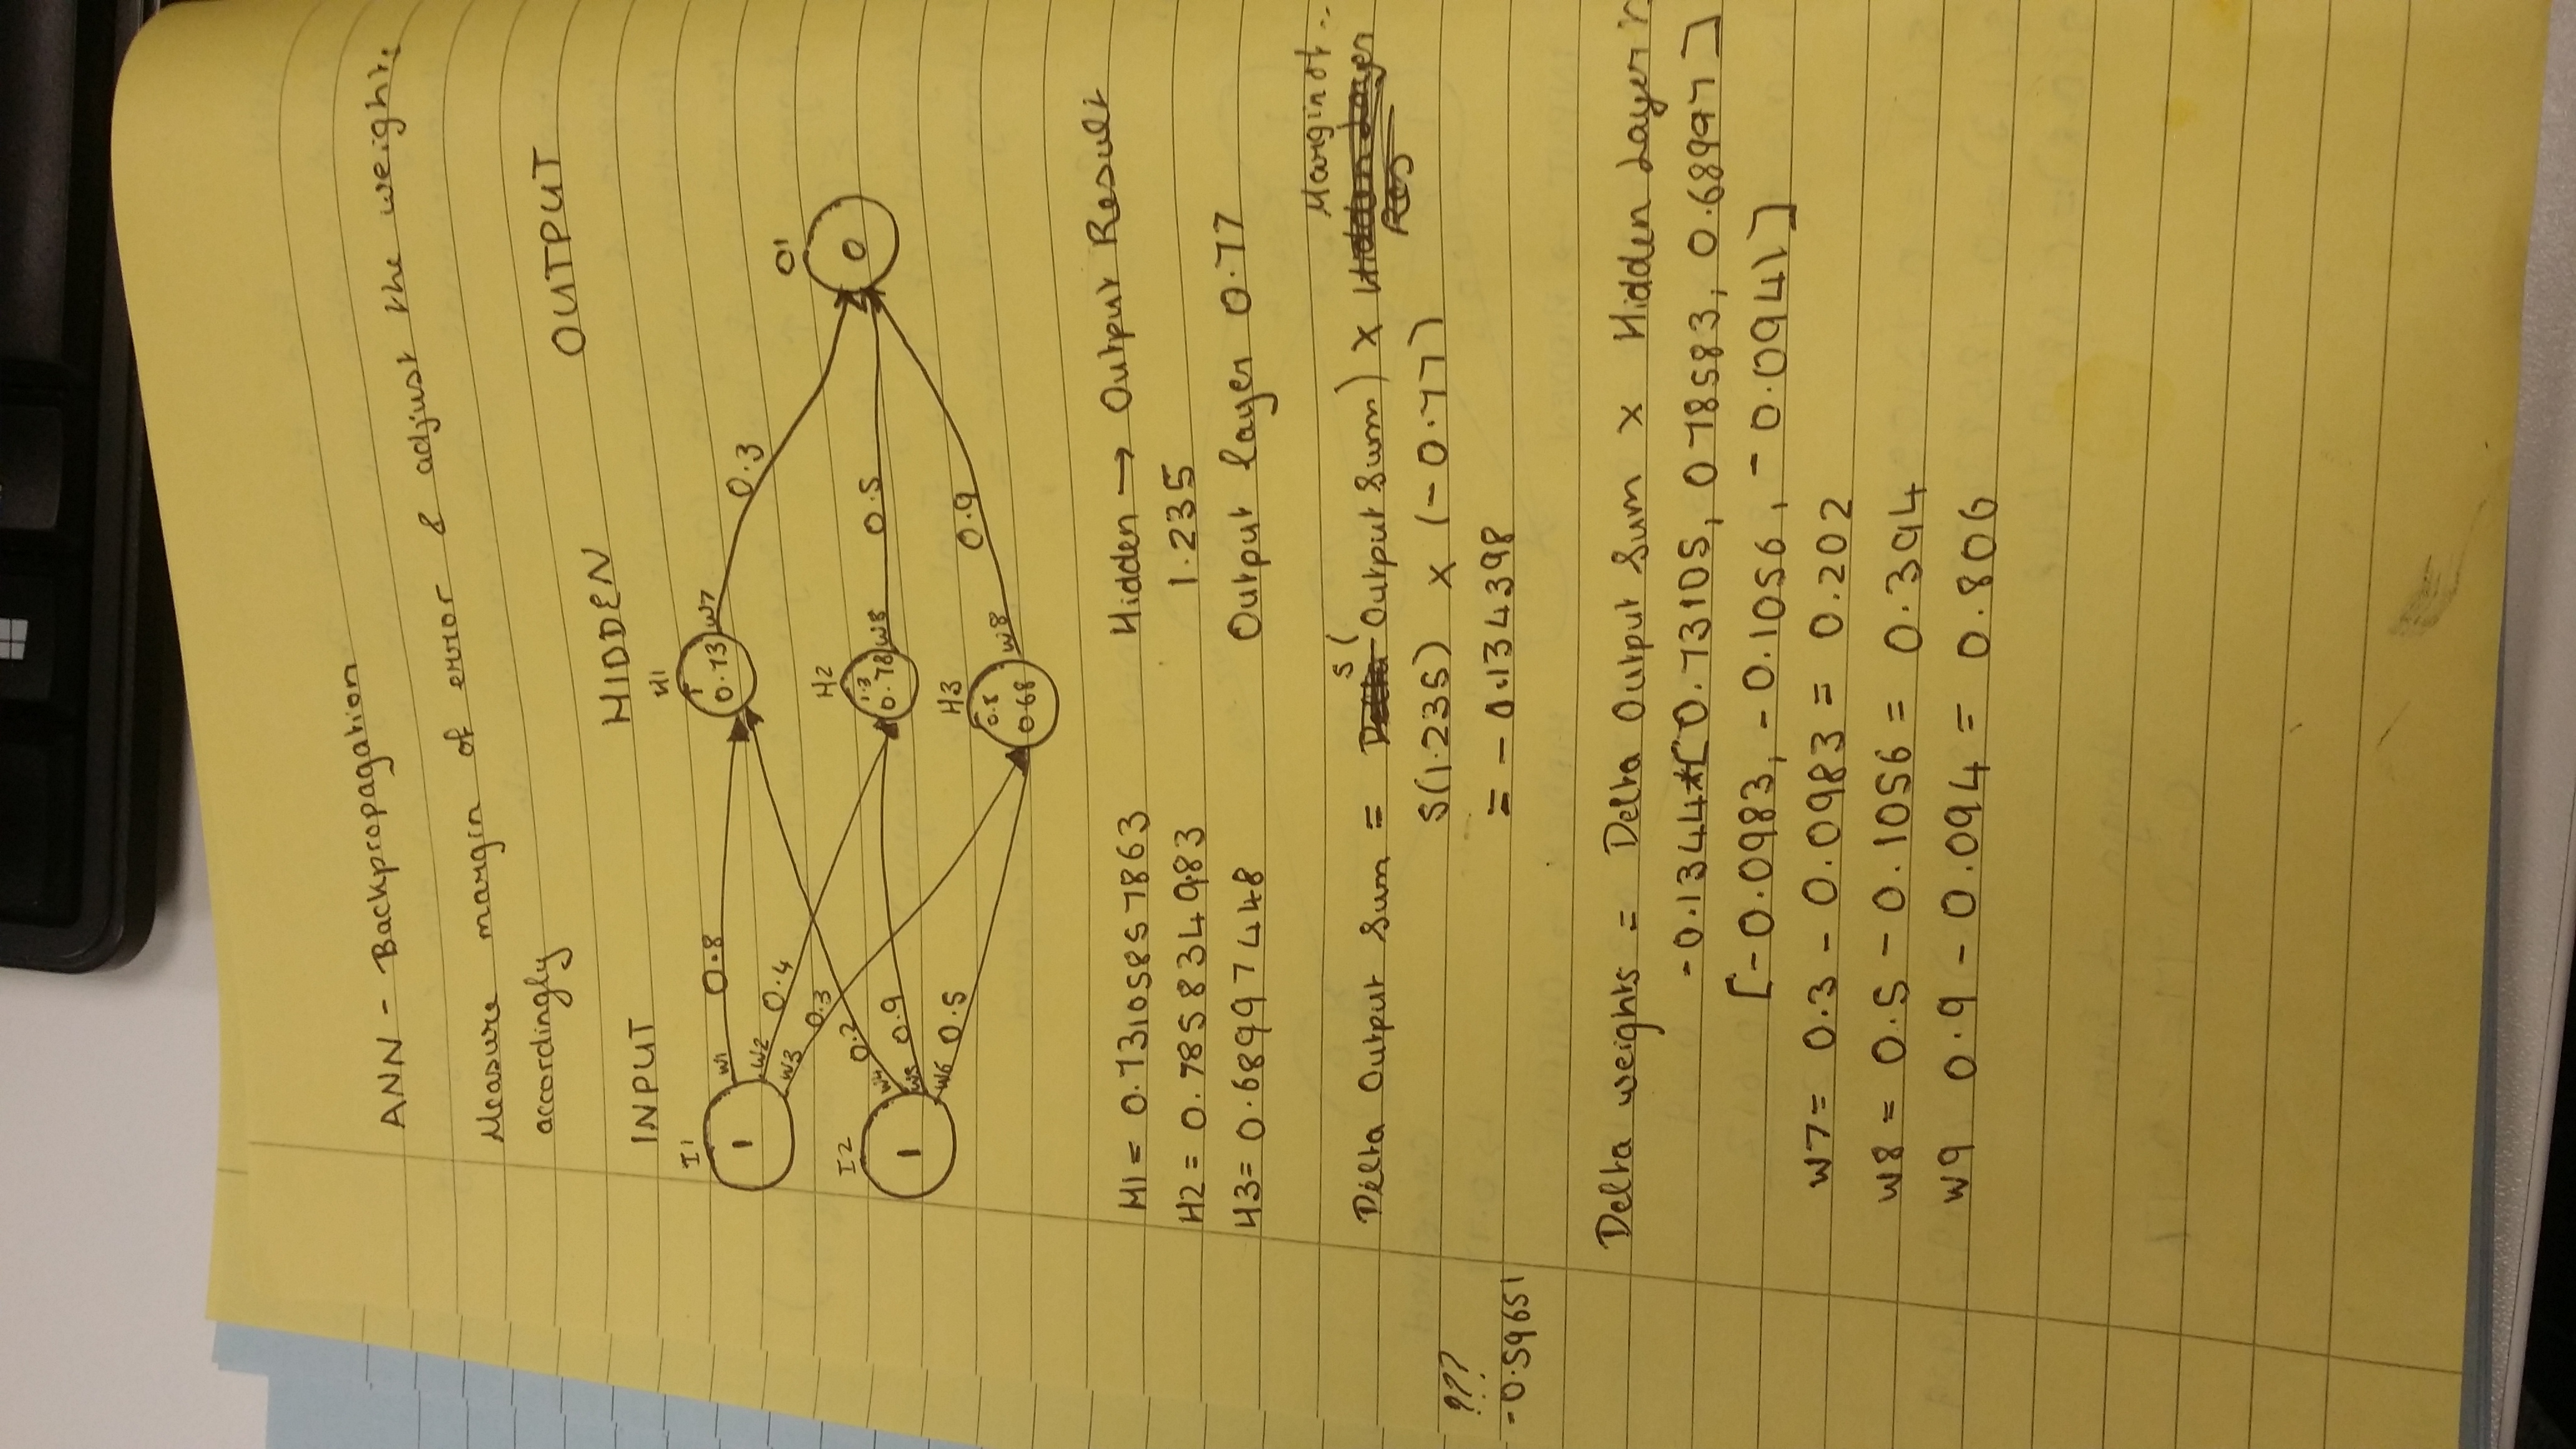 ANN - Backpropagation
Measure margin of error & adjust the weights
accordingly
INPUT HIDDEN OUTPUT
I1
1
W1 0.8
W2 0.4
W3 0.3
I2
1
W4 0.2
W5 0.9
W6 0.5
H1
1
0.73 W7 0.3
H2
1.3
0.78 W8 0.5
H3
0.8
0.68 W8 0.9
O1
0
H1 = 0.73105857863
H2 = 0.7858834983
H3 = 0.68997448
Hidden → Output Result
1.235
Output layer 0.77
Delta Output Sum = S( Output Sum) × Margin of ..
S(1.235) × (-0.77)
= - 0.134398
???
-0.59651
Delta weights = Delta Output Sum × Hidden Layer r
-0.1344*[0.73105, 078583, 0.68997]
[-0.0983, -0.1056, -0.0941]
W7 = 0.3 - 0.0983 = 0.202
W8 = 0.5 - 0.1056 = 0.394
W9 0.9 - 0.094 = 0.806